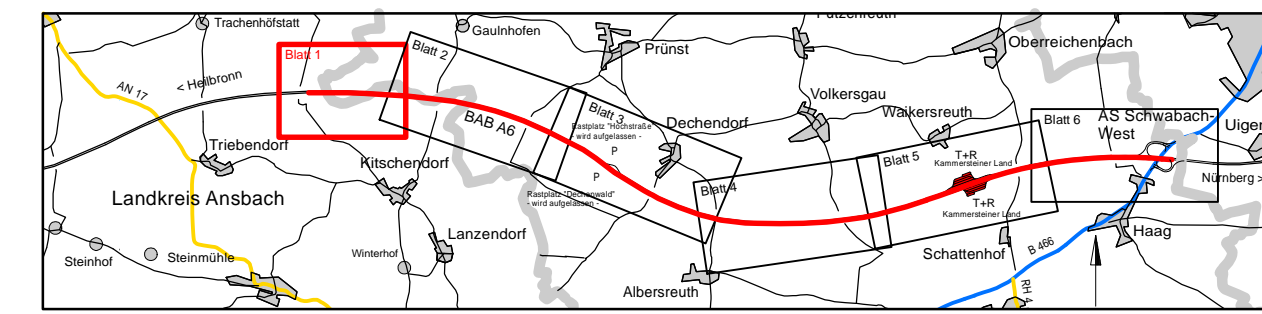 Trachenhöfstatt
Gaulnhofen
Putzenreuth
Blatt 1
Blatt 2
Prünst
Oberreichenbach
< Heilbronn
AN 17
Volkersgau
Waikersreuth
Blatt 3
Rastplatz "Hochstraße"
- wird aufgelassen -
P
BAB A6
Dechendorf
Blatt 6
AS Schwabach-
West
Triebendorf
Kitschendorf
P
Blatt 5
T+R
Kammersteiner Land
Nürnberg >
Landkreis Ansbach
Rastplatz "Dechenwald"
- wird aufgelassen -
Blatt 4
T+R
Kammersteiner Land
Lanzendorf
Haag
Steinhof
Steinmühle
Winterhof
Schattenhof
B 466
Albersreuth
RH 4